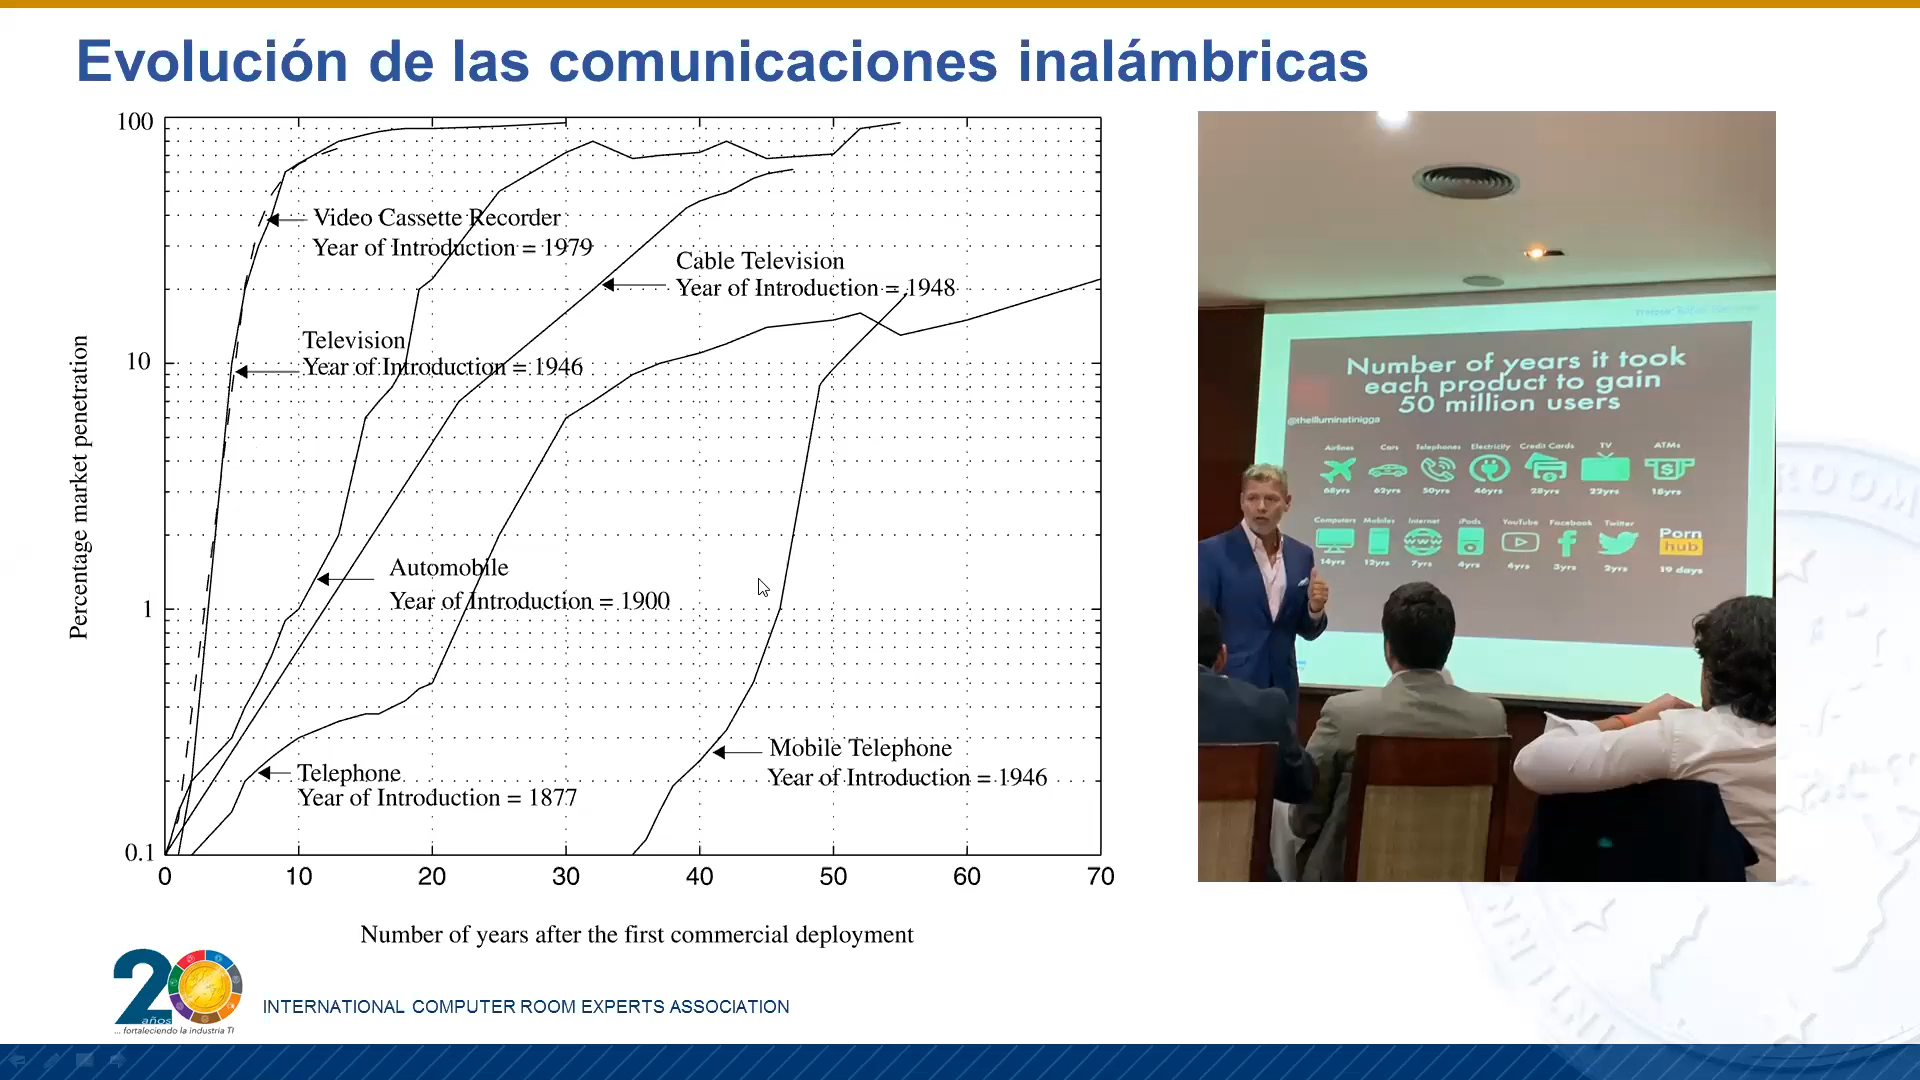 Evolución de las comunicaciones inalámbricas
100
10
1
0.1
Percentage market penetration
Video Cassette Recorder
Year of Introduction = 1979
Cable Television
Year of Introduction = 1948
Television
Year of Introduction = 1946
Automobile
Year of Introduction = 1900
Mobile Telephone
Year of Introduction = 1946
Telephone
Year of Introduction = 1877
0 10 20 30 40 50 60 70
Number of years after the first commercial deployment
Number of years it took
each product to gain
50 million users
@theilluminatinigga
Airlines Cars Telephones Electricity Credit Cards TV ATMs
68yrs 62yrs 50yrs 46yrs 28yrs 22yrs 18yrs
Computers Mobiles Internet iPods YouTube Facebook Twitter Porn
www hub
14yrs 12yrs 7yrs 4yrs 4yrs 3yrs 2yrs 19 days
20
años
... fortaleciendo la industria TI
INTERNATIONAL COMPUTER ROOM EXPERTS ASSOCIATION